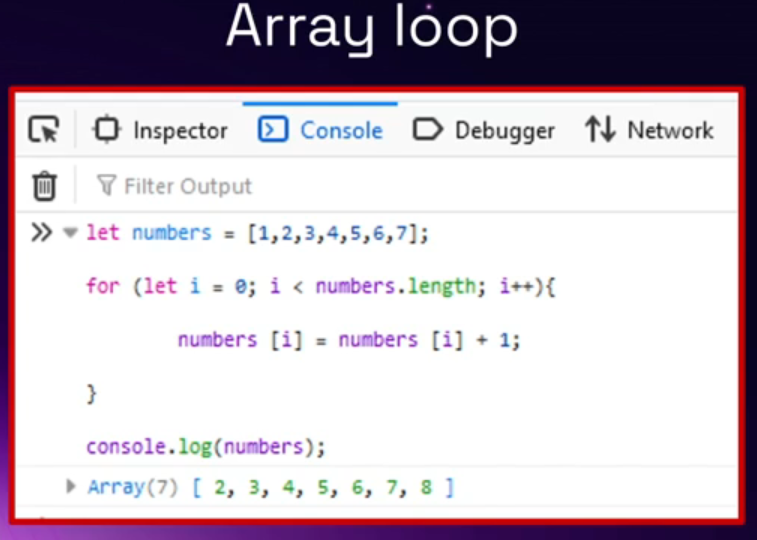 Array loop
Inspector Console Debugger Network
Filter Output
let numbers = [1,2,3,4,5,6,7];
for (let i = 0; i < numbers.length; i++){
numbers [i] = numbers [i] + 1;
}
console.log(numbers);
Array(7) [ 2, 3, 4, 5, 6, 7, 8 ]